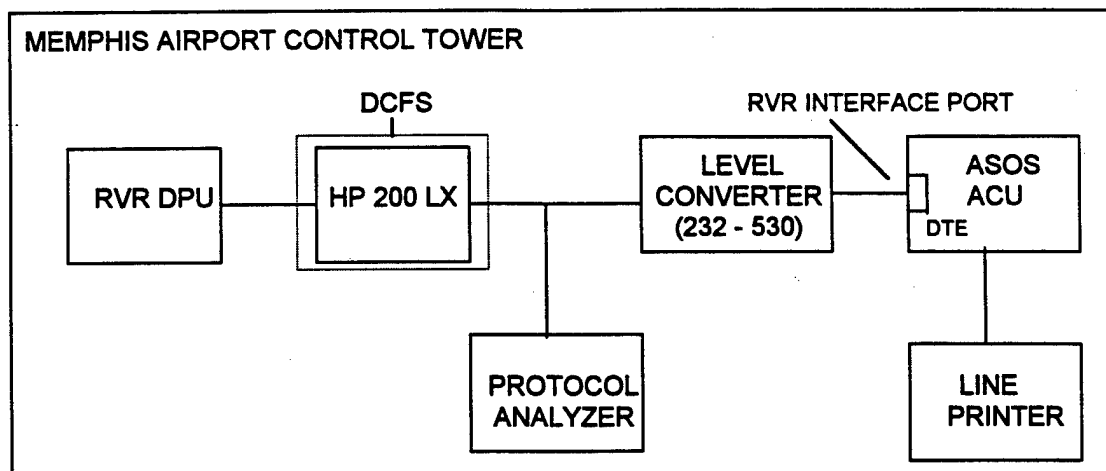 MEMPHIS AIRPORT CONTROL TOWER
DCFS
RVR INTERFACE PORT
RVR DPU
HP 200 LX
LEVEL
CONVERTER
(232 - 530)
ASOS
ACU
DTE
PROTOCOL
ANALYZER
LINE
PRINTER